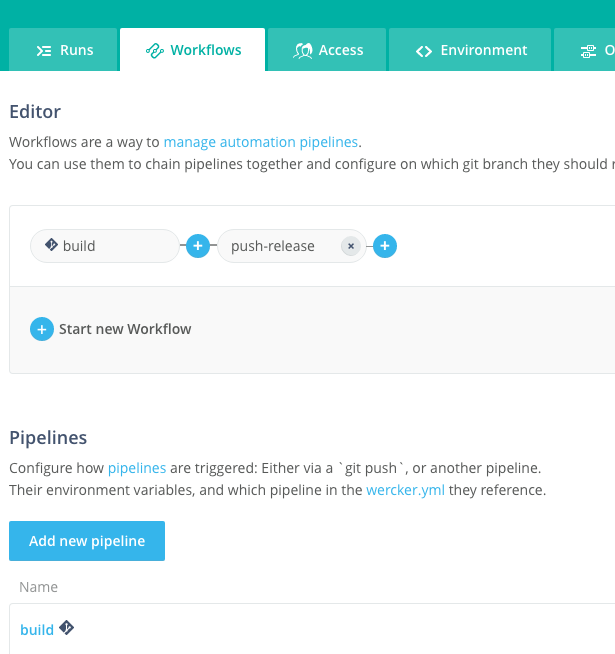 Runs Workflows Access Environment O
Editor
Workflows are a way to manage automation pipelines.
You can use them to chain pipelines together and configure on which git branch they should r
build push-release
Start new Workflow
Pipelines
Configure how pipelines are triggered: Either via a `git push`, or another pipeline.
Their environment variables, and which pipeline in the wercker.yml they reference.
Add new pipeline
Name
build